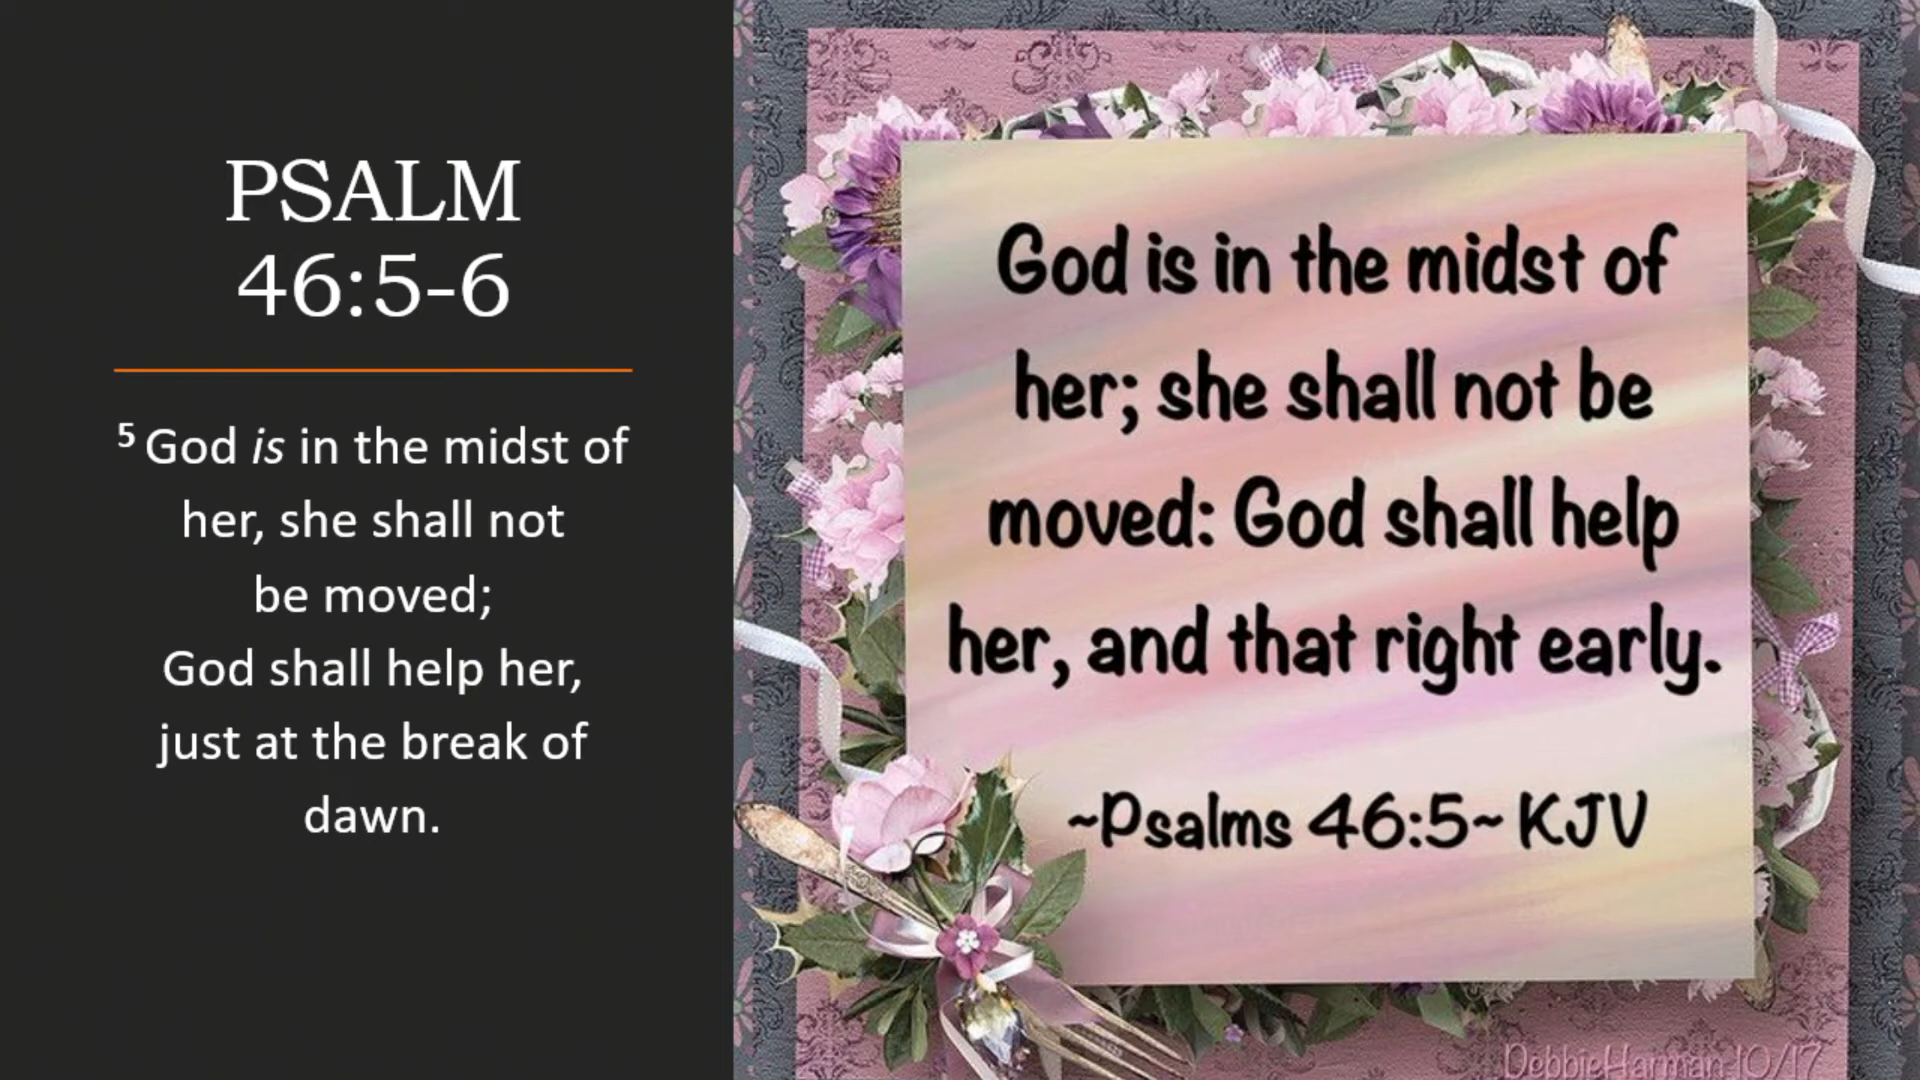 PSALM
46:5-6
⁵ God is in the midst of
her, she shall not
be moved;
God shall help her,
just at the break of
dawn.
God is in the midst of
her; she shall not be
moved: God shall help
her, and that right early.
~Psalms 46:5~ KJV
DebbieHarman 10/17